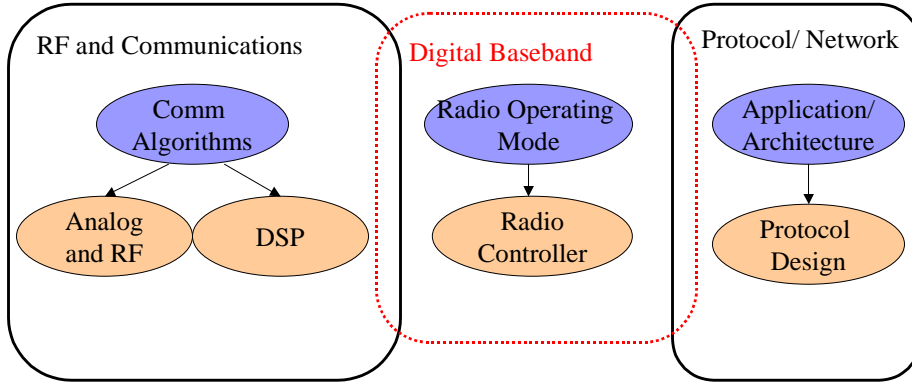 RF and Communications
Comm
Algorithms
Analog
and RF
DSP
Digital Baseband
Radio Operating
Mode
Radio
Controller
Protocol/ Network
Application/
Architecture
Protocol
Design